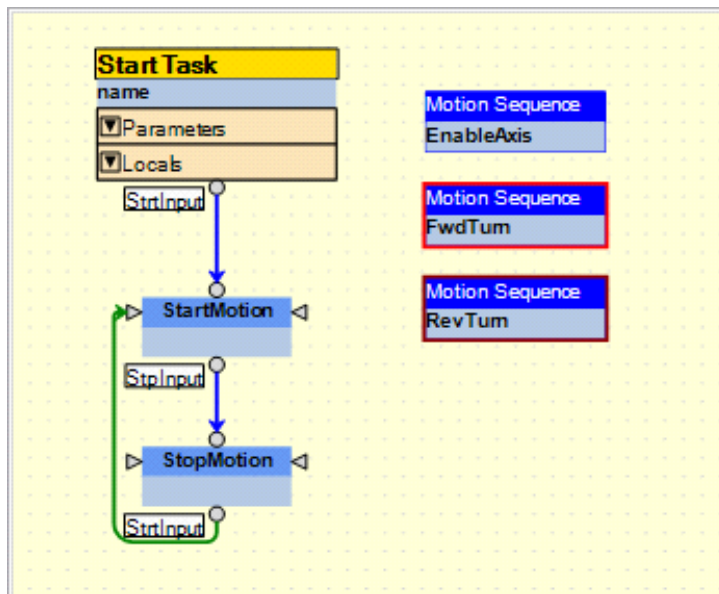 Start Task
name
Parameters
Locals
StrtInput
StartMotion
StpInput
StopMotion
StrtInput
Motion Sequence
EnableAxis
Motion Sequence
FwdTurn
Motion Sequence
RevTurn